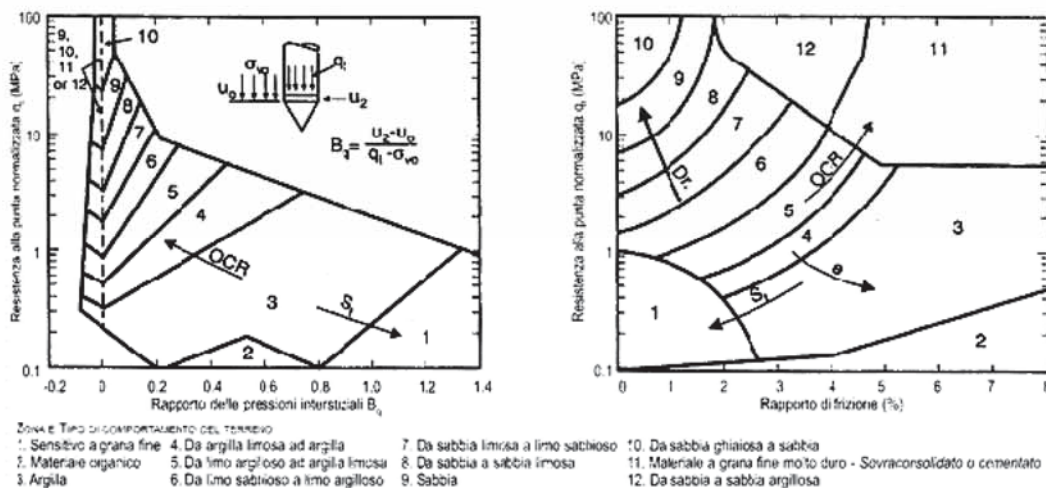 Resistenza alla punta normalizzata qt (MPa)
100
10
1
0.1
9,
10,
11
or 12
10
9
8
7
6
5
4
3
2
1
OCR
St
σvo
uo
qt
u2
Bq = u2-uo / qt-σvo
-0.2 0 0.2 0.4 0.6 0.8 1.0 1.2 1.4
Rapporto delle pressioni interstiziali Bq
Resistenza alla punta normalizzata qt (MPa)
100
10
1
0.1
10
9
8
7
6
5
4
3
2
1
12
11
Dr.
OCR
e
St
0 1 2 3 4 5 6 7 8
Rapporto di frizione (%)
ZONA E TIPO DI COMPORTAMENTO DEL TERRENO
1. Sensitivo a grana fine 4. Da argilla limosa ad argilla 7. Da sabbia limosa a limo sabbioso 10. Da sabbia ghiaiosa a sabbia
2. Materiale organico 5. Da limo argilloso ad argilla limosa 8. Da sabbia a sabbia limosa 11. Materiale a grana fine molto duro - Sovraconsolidato o cementato
3. Argilla 6. Da limo sabbioso a limo argilloso 9. Sabbia 12. Da sabbia a sabbia argillosa